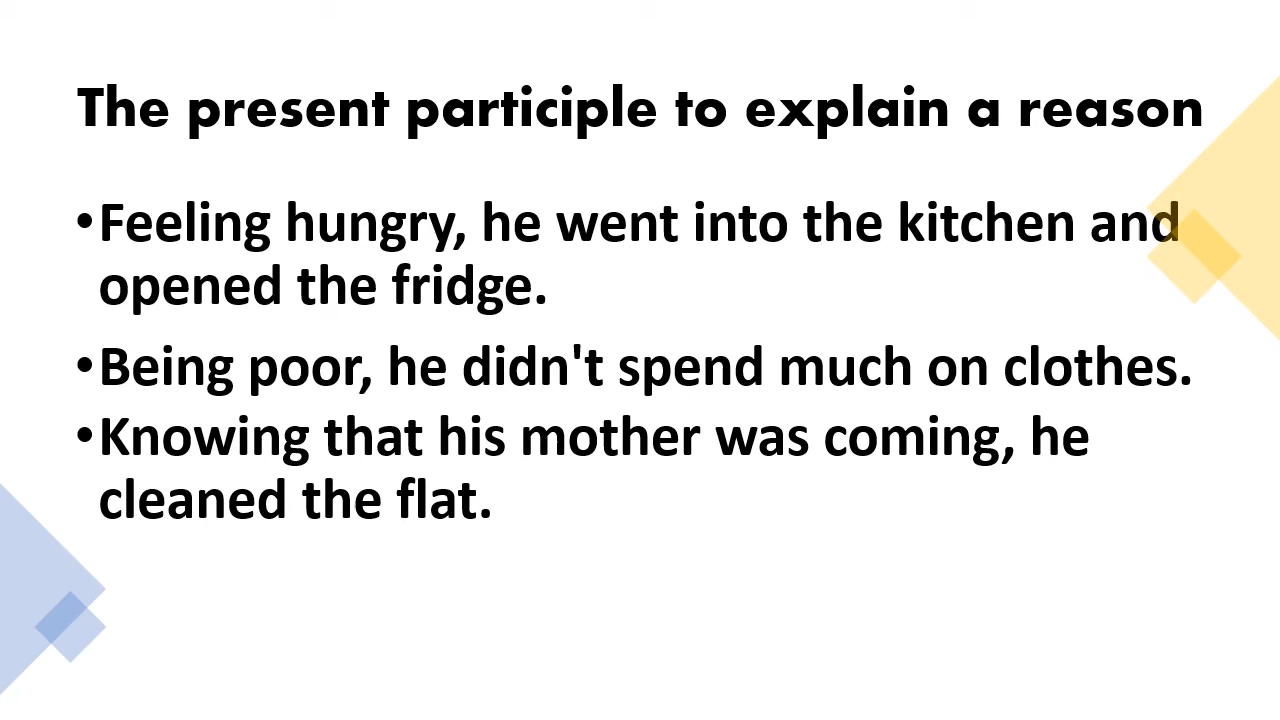 The present participle to explain a reason
•Feeling hungry, he went into the kitchen and
opened the fridge.
•Being poor, he didn't spend much on clothes.
•Knowing that his mother was coming, he
cleaned the flat.